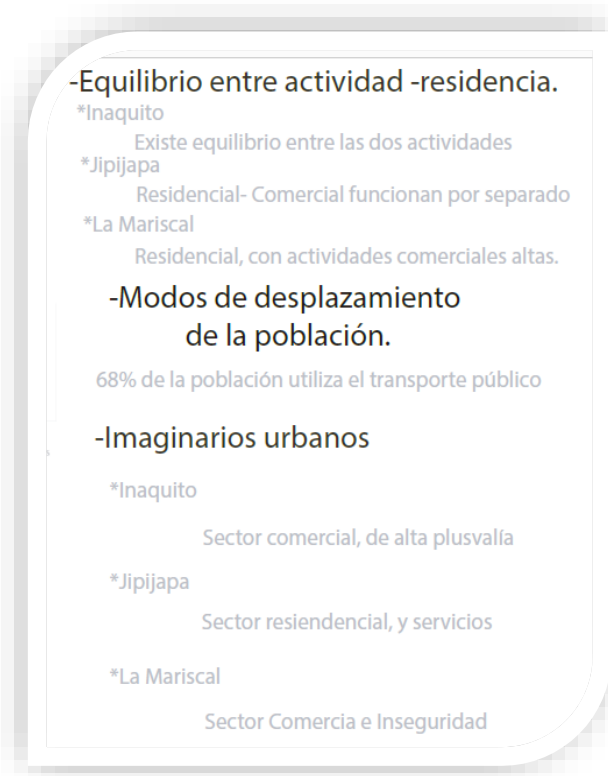 -Equilibrio entre actividad -residencia.
*Inaquito
Existe equilibrio entre las dos actividades
*Jipijapa
Residencial- Comercial funcionan por separado
*La Mariscal
Residencial, con actividades comerciales altas.
-Modos de desplazamiento
de la población.
68% de la población utiliza el transporte público
-Imaginarios urbanos
*Inaquito
Sector comercial, de alta plusvalía
*Jipijapa
Sector resiendencial, y servicios
*La Mariscal
Sector Comercia e Inseguridad